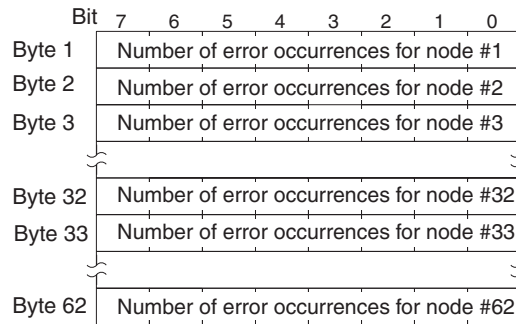 Bit 7 6 5 4 3 2 1 0
Byte 1 Number of error occurrences for node #1
Byte 2 Number of error occurrences for node #2
Byte 3 Number of error occurrences for node #3
Byte 32 Number of error occurrences for node #32
Byte 33 Number of error occurrences for node #33
Byte 62 Number of error occurrences for node #62